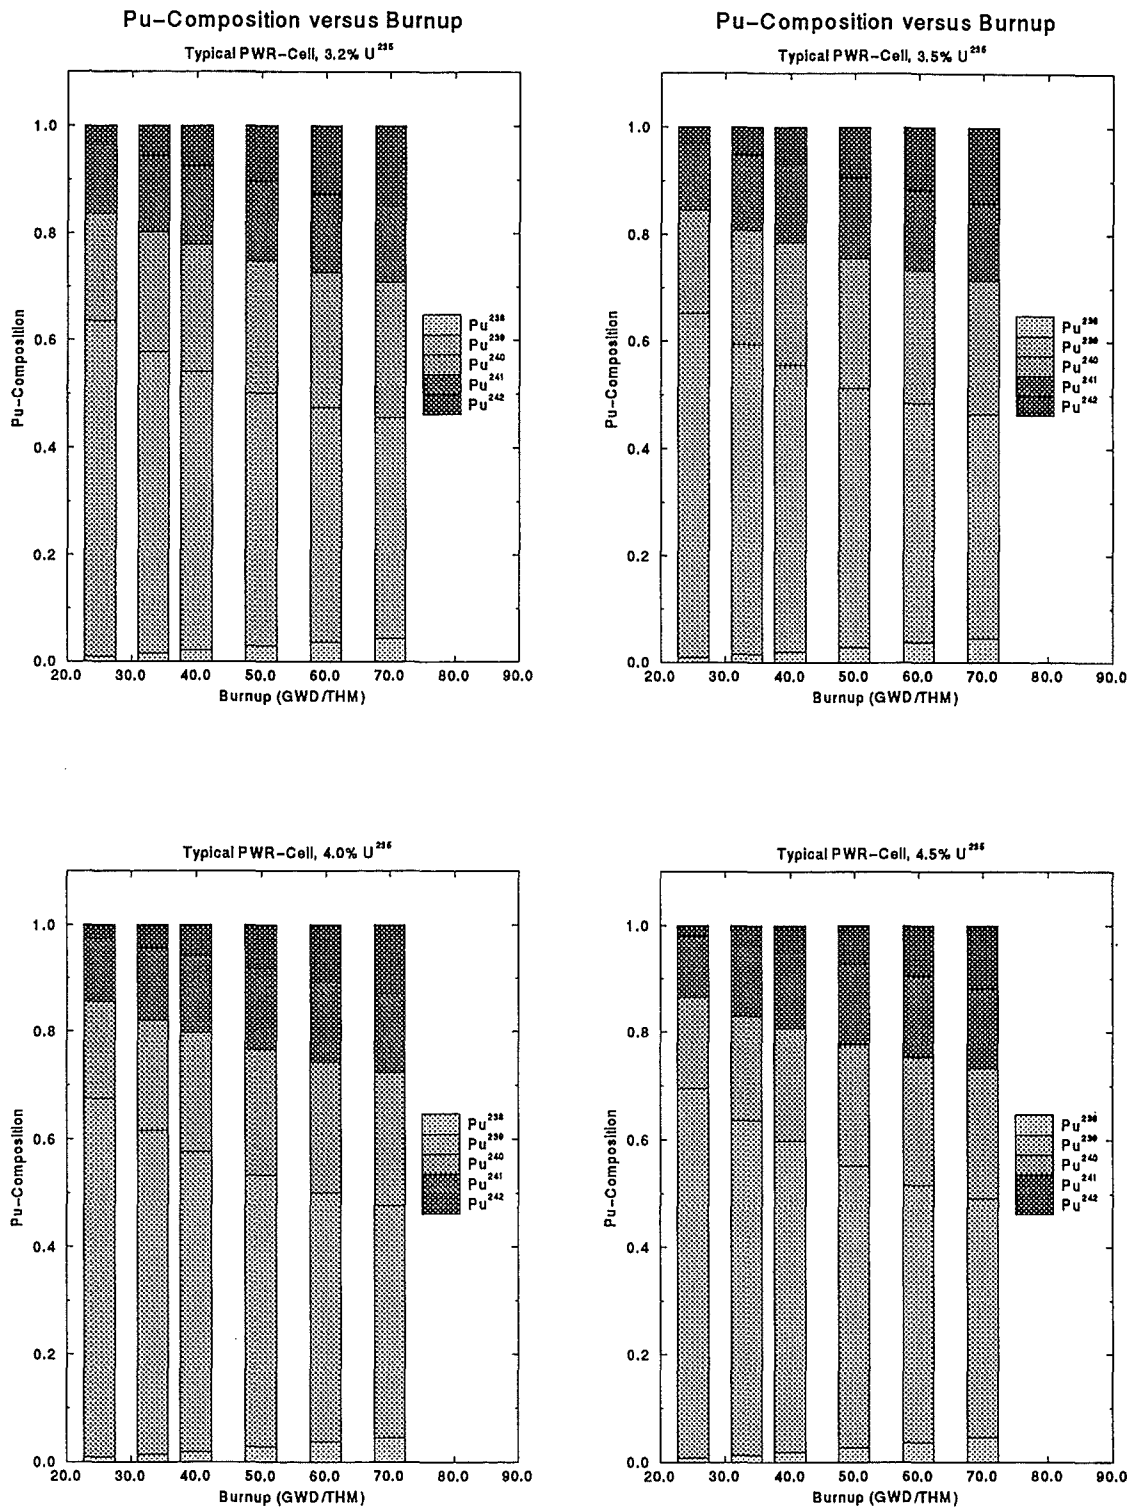 Pu-Composition versus Burnup
Typical PWR-Cell, 3.2% U235
Pu-Composition
1.0
0.8
0.6
0.4
0.2
0.0
20.0 30.0 40.0 50.0 60.0 70.0 80.0 90.0
Burnup (GWD/THM)
Pu238
Pu239
Pu240
Pu241
Pu242
Pu-Composition versus Burnup
Typical PWR-Cell, 3.5% U235
Pu-Composition
1.0
0.8
0.6
0.4
0.2
0.0
20.0 30.0 40.0 50.0 60.0 70.0 80.0 90.0
Burnup (GWD/THM)
Pu238
Pu239
Pu240
Pu241
Pu242
Typical PWR-Cell, 4.0% U235
Pu-Composition
1.0
0.8
0.6
0.4
0.2
0.0
20.0 30.0 40.0 50.0 60.0 70.0 80.0 90.0
Burnup (GWD/THM)
Pu238
Pu239
Pu240
Pu241
Pu242
Typical PWR-Cell, 4.5% U235
Pu-Composition
1.0
0.8
0.6
0.4
0.2
0.0
20.0 30.0 40.0 50.0 60.0 70.0 80.0 90.0
Burnup (GWD/THM)
Pu238
Pu239
Pu240
Pu241
Pu242